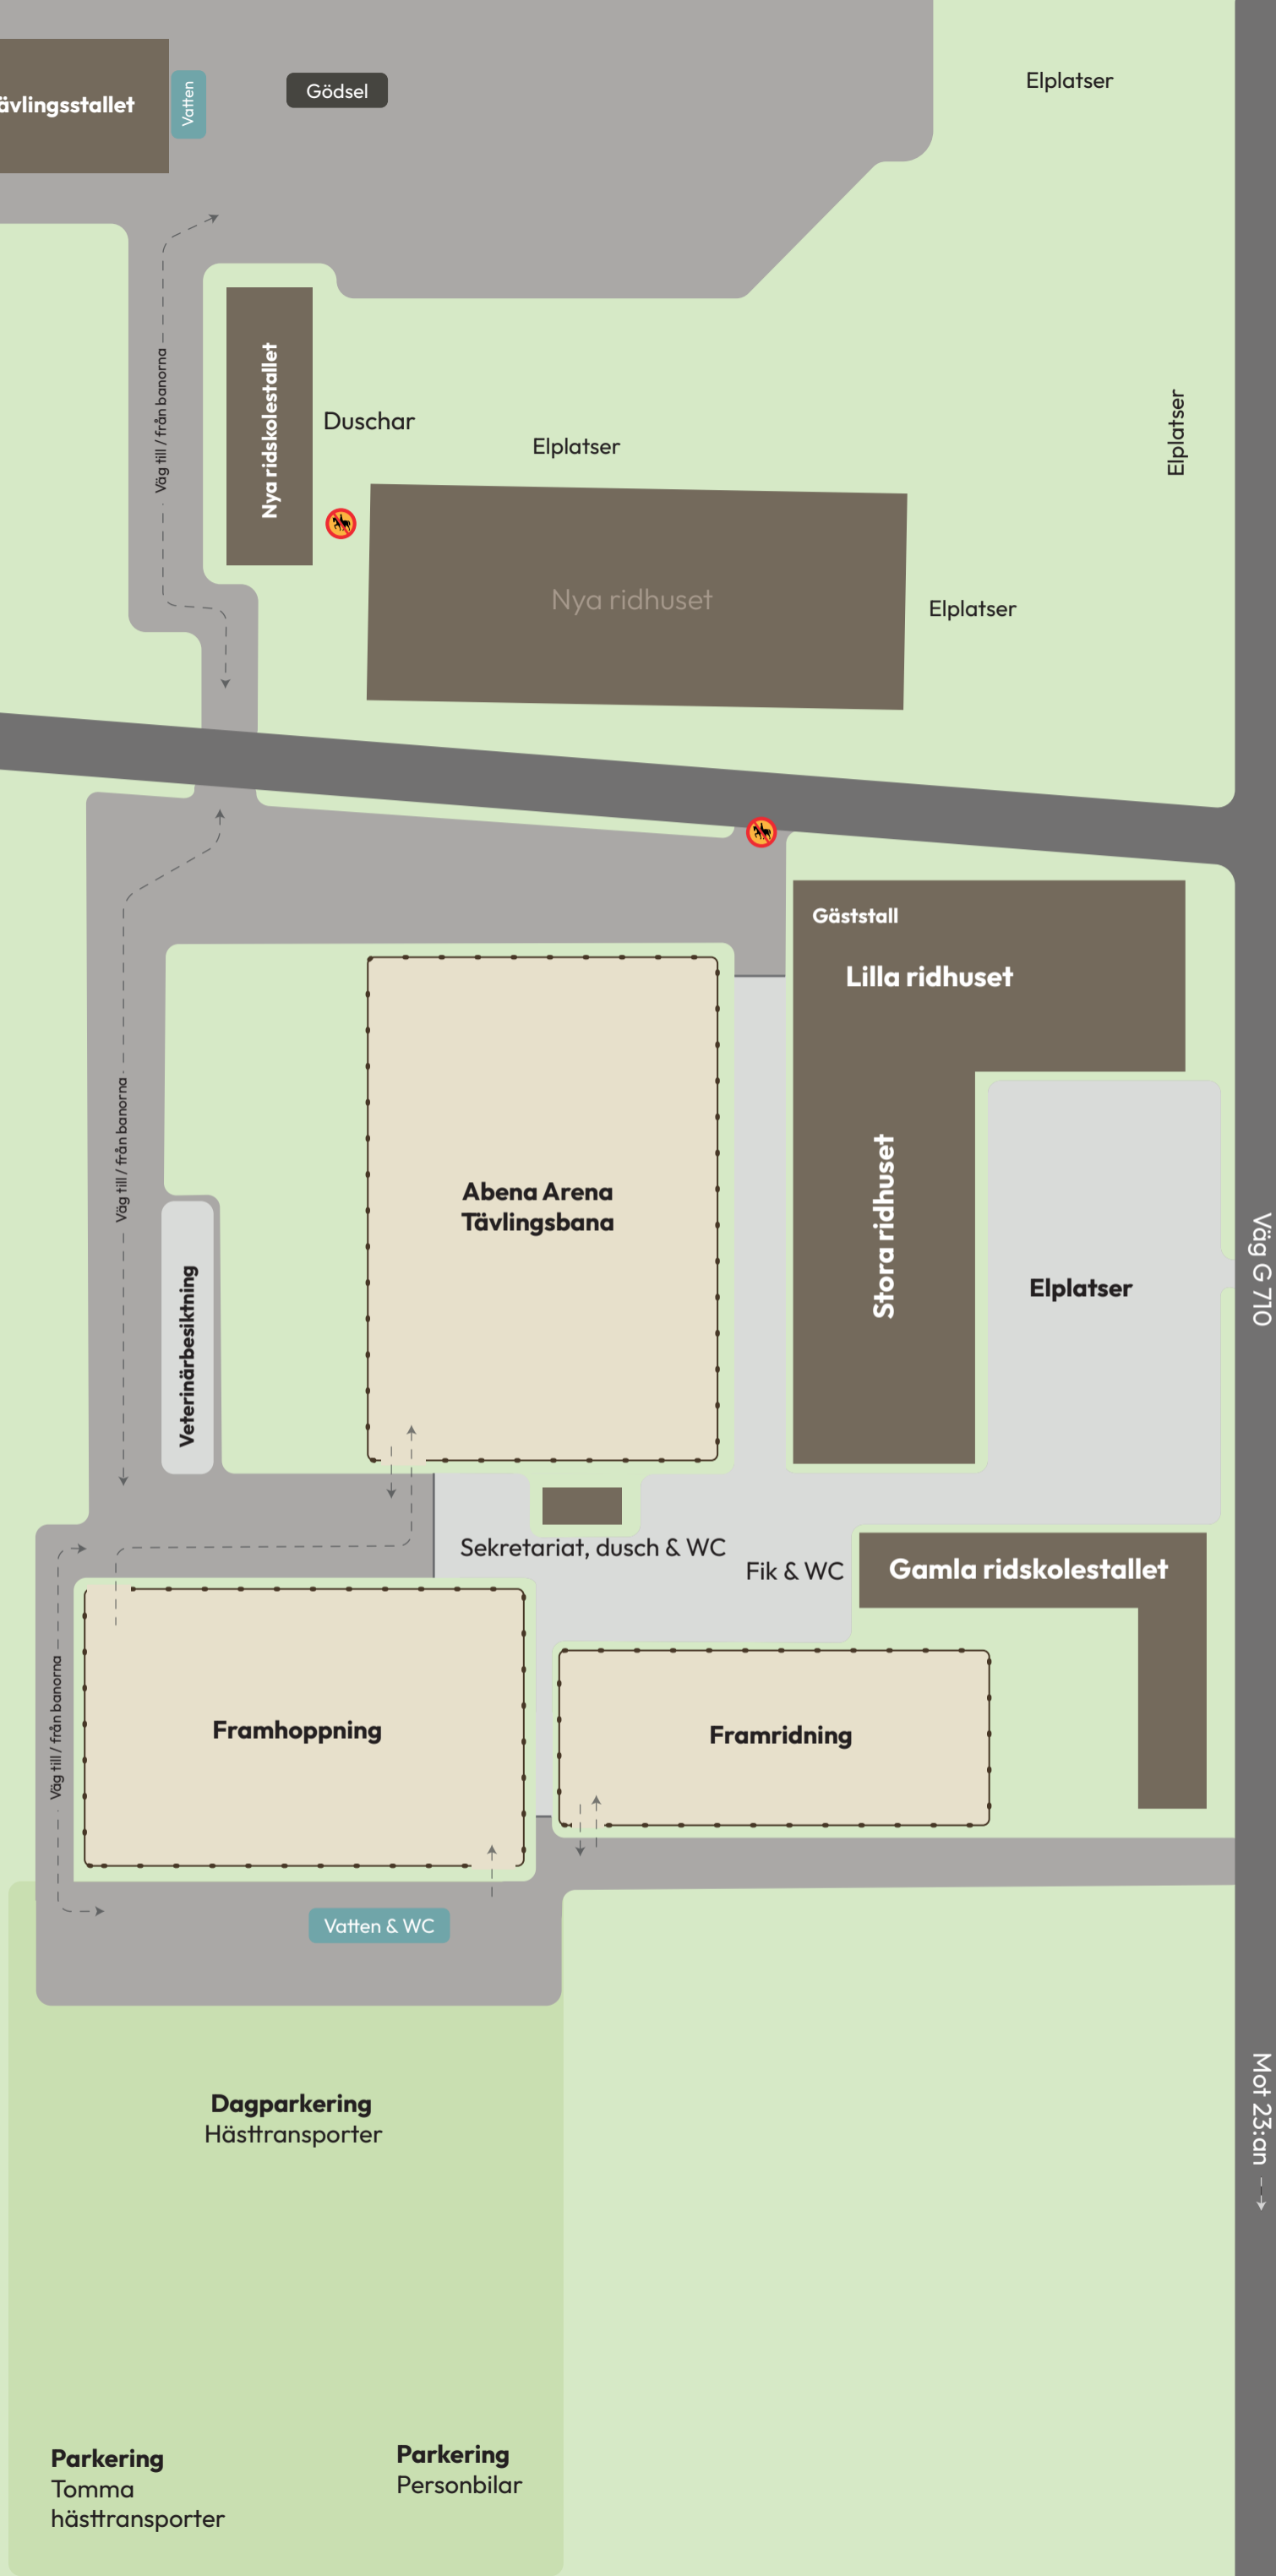 ävlingsstallet
Vatten
Gödsel
Elplatser
Väg till / från banorna
Nya ridskolestallet
Duschar
Elplatser
Elplatser
Nya ridhuset
Elplatser
Gäststall
Lilla ridhuset
Väg till / från banorna
Abena Arena
Tävlingsbana
Stora ridhuset
Väg G 710
Elplatser
Veterinärbesiktning
Sekretariat, dusch & WC
Fik & WC
Gamla ridskolestallet
Väg till / från banorna
Framhoppning
Framridning
Vatten & WC
Mot 23:an
Dagparkering
Hästtransporter
Parkering
Tomma
hästtransporter
Parkering
Personbilar